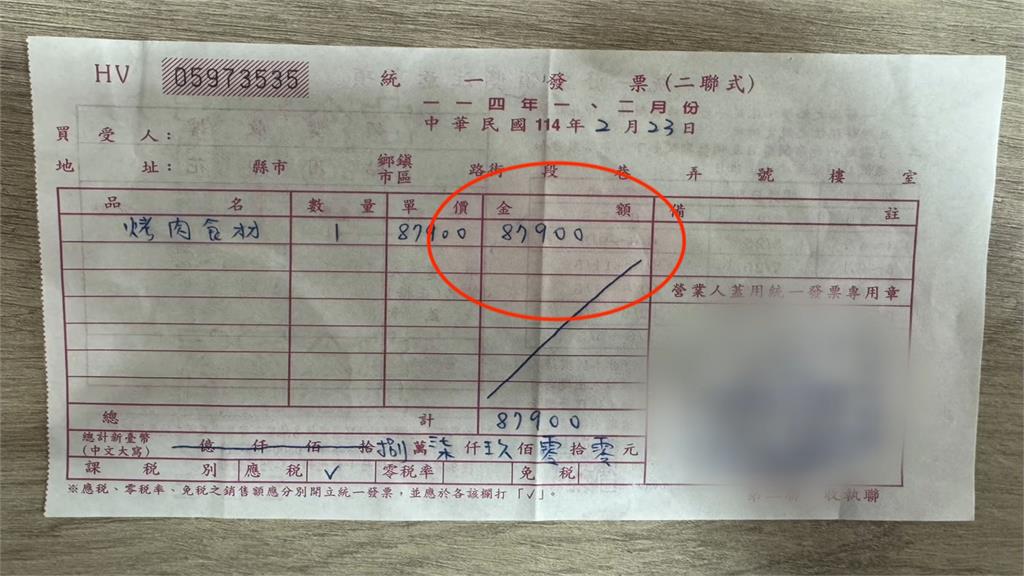 HV 05973535 統一發票(二聯式)
一一四年一、二月份
中華民國114年2月23日
買受人:
地址: 縣市 鄉鎮市區 路街 段 巷 弄 號 樓 室
品名 數量 單價 金額 備註
烤肉食材 1 87900 87900
營業人蓋用統一發票專用章
總計 87900
總計新臺幣(中文大寫) 億 仟 佰 拾 捌萬柒仟玖佰零拾零元
課稅別 應稅 ✓ 零稅率 免稅
※應稅、零稅率、免稅之銷售額應分別開立統一發票,並應於各該欄打「✓」。
收執聯